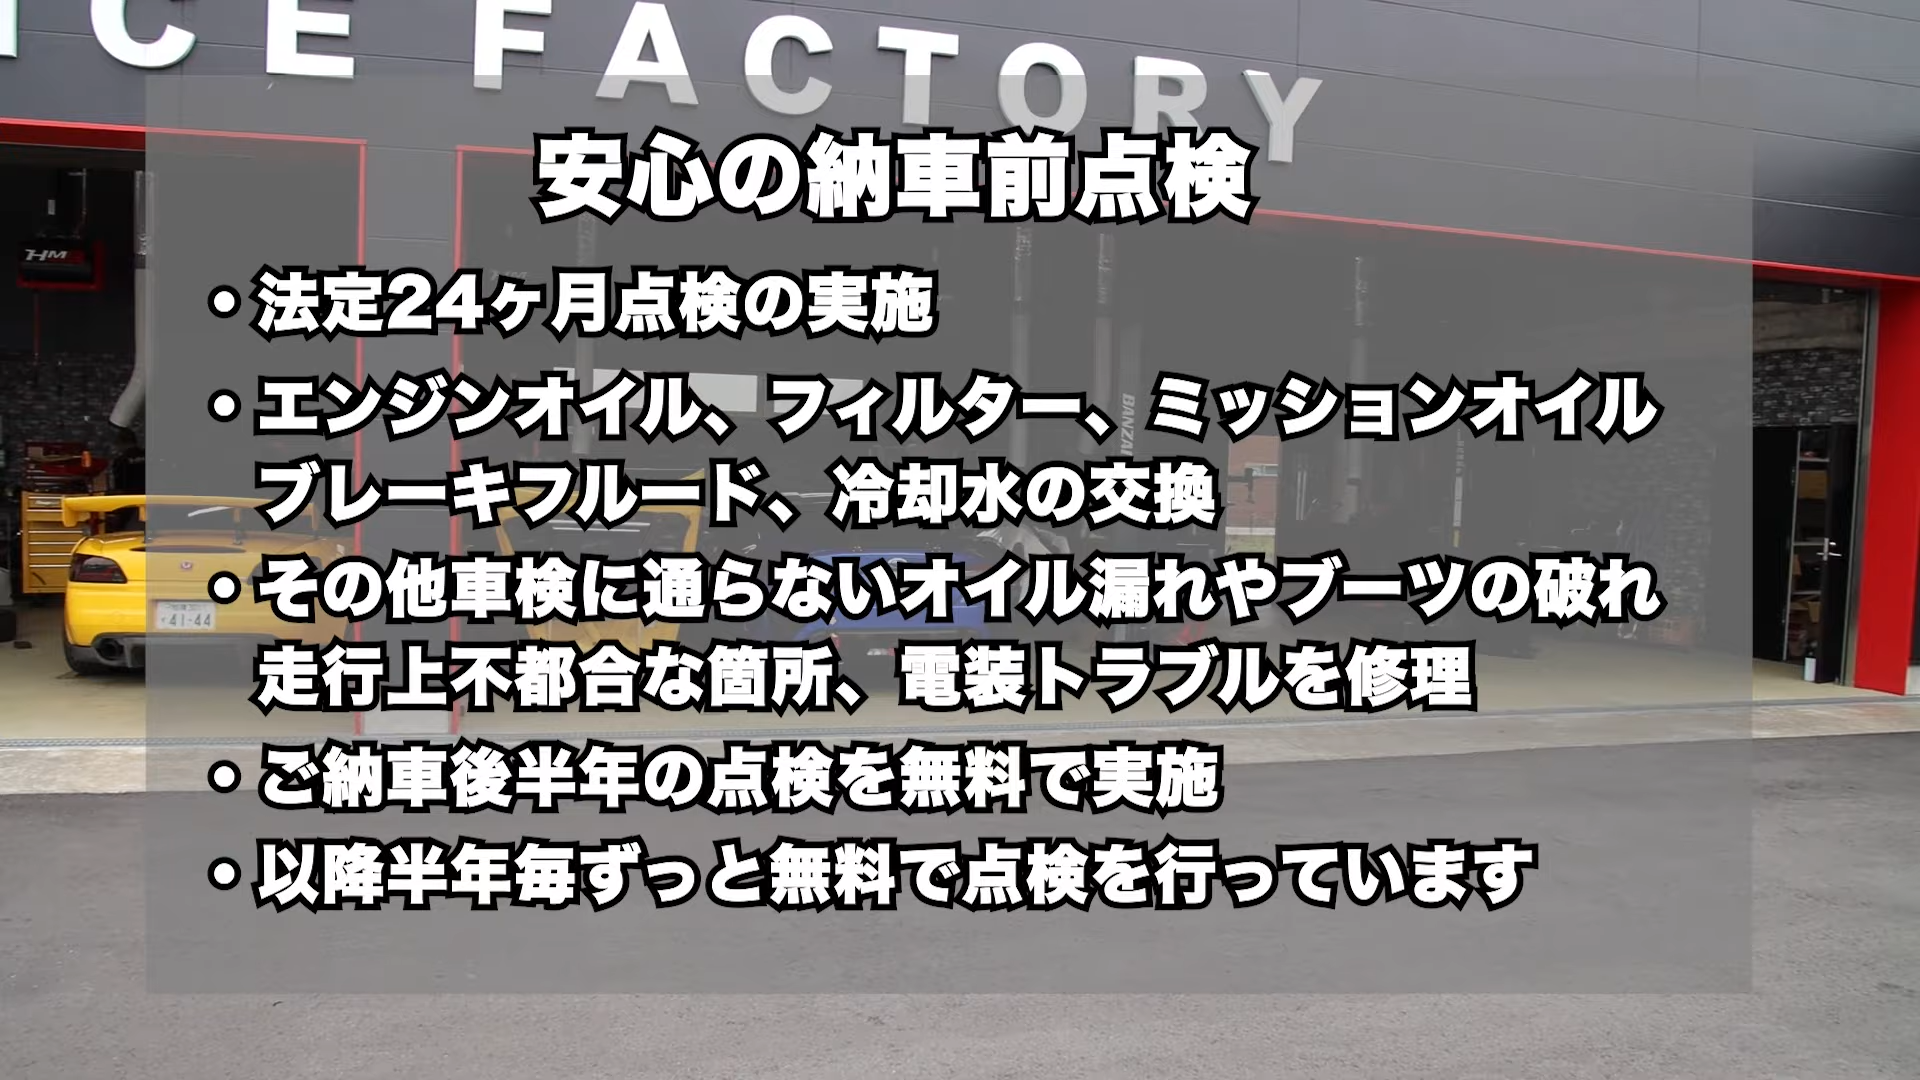 ICE FACTORY
安心の納車前点検
・法定24ヶ月点検の実施
・エンジンオイル、フィルター、ミッションオイル
ブレーキフルード、冷却水の交換
・その他車検に通らないオイル漏れやブーツの破れ
走行上不都合な箇所、電装トラブルを修理
・ご納車後半年の点検を無料で実施
・以降半年毎ずっと無料で点検を行っています
BANZAI
41-44